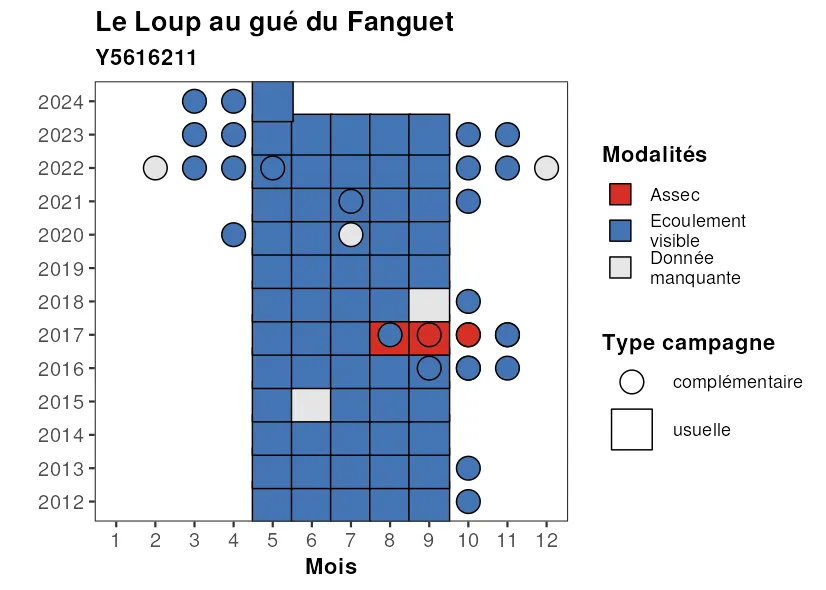 Le Loup au gué du Fanguet
Y5616211
2024
2023
2022
2021
2020
2019
2018
2017
2016
2015
2014
2013
2012
1 2 3 4 5 6 7 8 9 10 11 12
Mois
Modalités
Assec
Ecoulement
visible
Donnée
manquante
Type campagne
complémentaire
usuelle